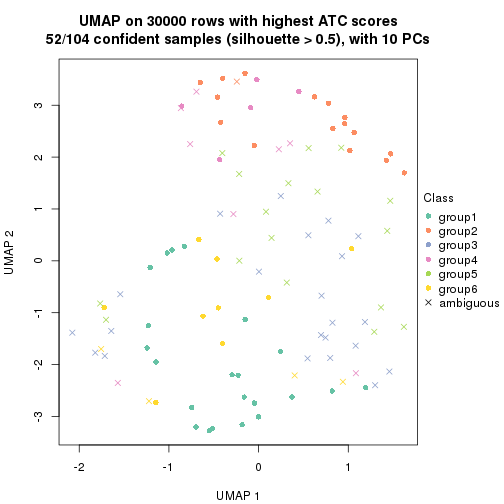 UMAP on 30000 rows with highest ATC scores
52/104 confident samples (silhouette > 0.5), with 10 PCs
3
2
1
0
-1
-2
-3
UMAP 2
-2
-1
0
1
UMAP 1
Class
group1
group2
group3
group4
group5
group6
ambiguous